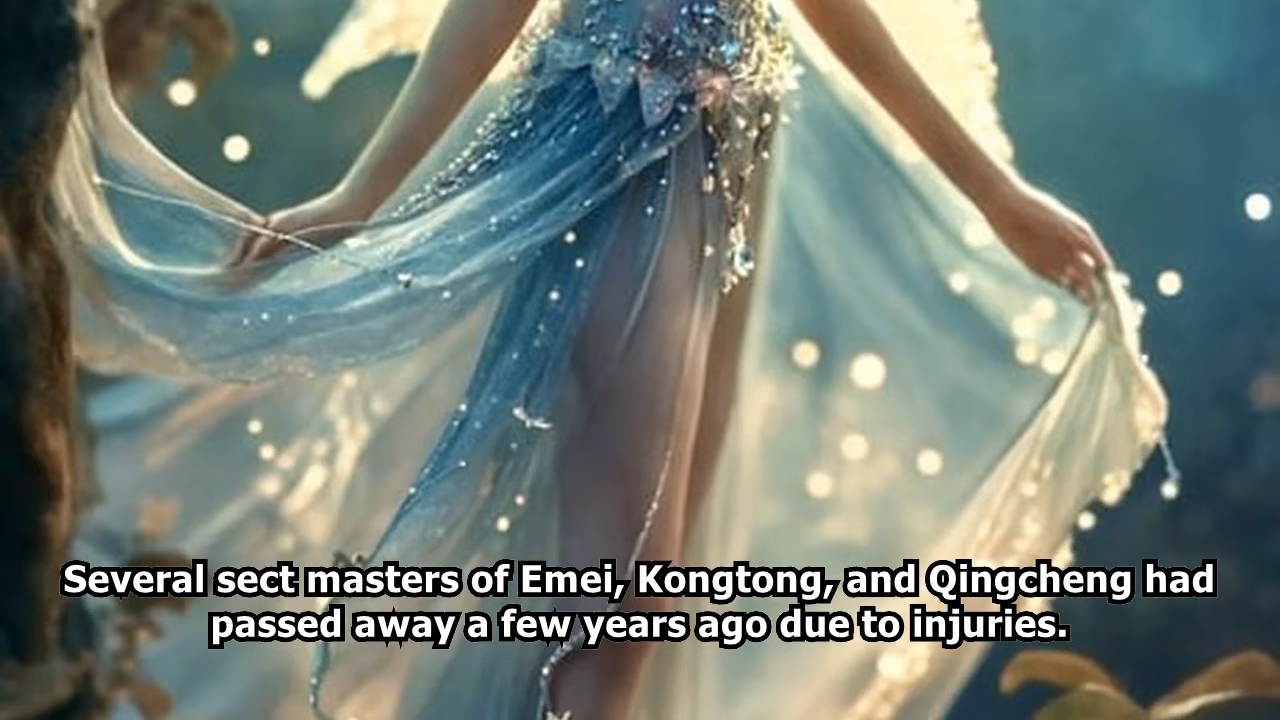 Several sect masters of Emei, Kongtong, and Qingcheng had
passed away a few years ago due to injuries.